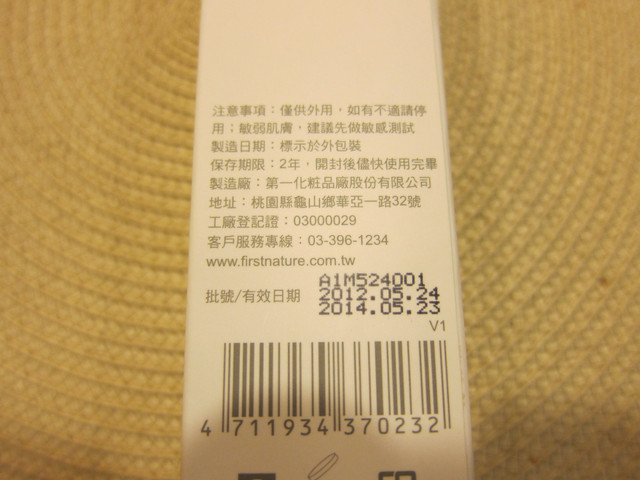 注意事項：僅供外用，如有不適請停
用；敏弱肌膚，建議先做敏感測試
製造日期：標示於外包裝
保存期限：2年，開封後儘快使用完畢
製造廠：第一化粧品廠股份有限公司
地址：桃園縣龜山鄉華亞一路32號
工廠登記證：03000029
客戶服務專線：03-396-1234
www.firstnature.com.tw
批號/有效日期
A1M524001
2012.05.24
2014.05.23
V1
4 711934 370232